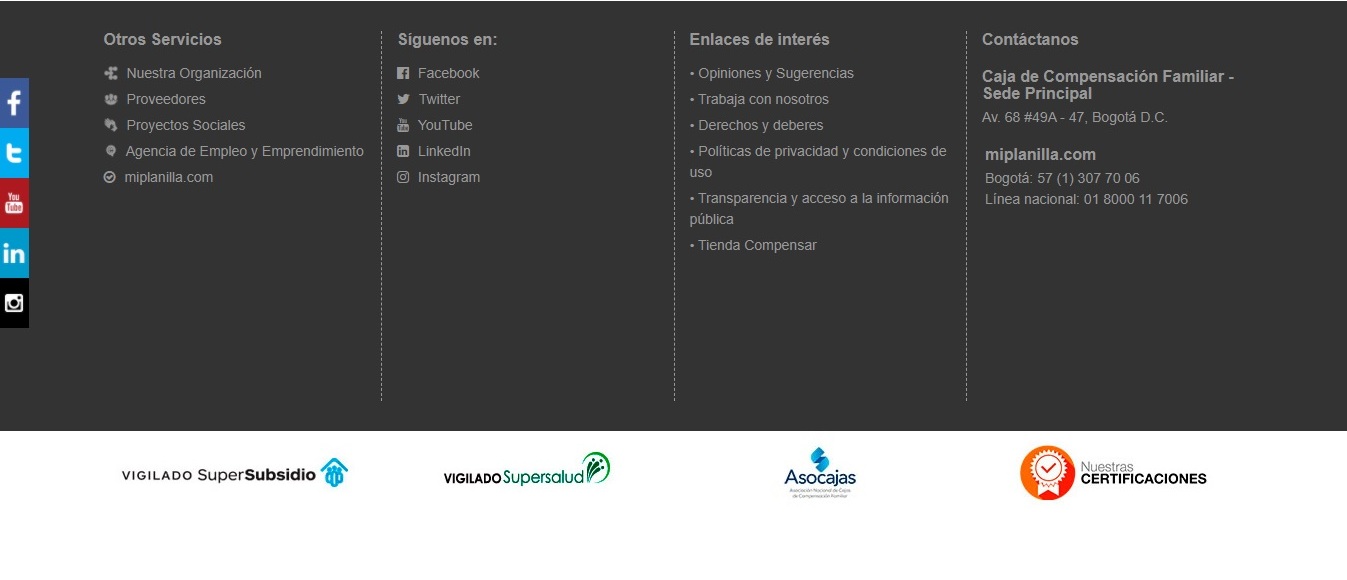 Otros Servicios
Nuestra Organización
Proveedores
Proyectos Sociales
Agencia de Empleo y Emprendimiento
miplanilla.com
Síguenos en:
Facebook
Twitter
YouTube
LinkedIn
Instagram
Enlaces de interés
• Opiniones y Sugerencias
• Trabaja con nosotros
• Derechos y deberes
• Políticas de privacidad y condiciones de
uso
• Transparencia y acceso a la información
pública
• Tienda Compensar
Contáctanos
Caja de Compensación Familiar -
Sede Principal
Av. 68 #49A - 47, Bogotá D.C.
miplanilla.com
Bogotá: 57 (1) 307 70 06
Línea nacional: 01 8000 11 7006
You
Tube
in
VIGILADO SuperSubsidio
VIGILADO Supersalud
Asocajas
Asociación Nacional de Cajas
de Compensación Familiar
Nuestras
CERTIFICACIONES